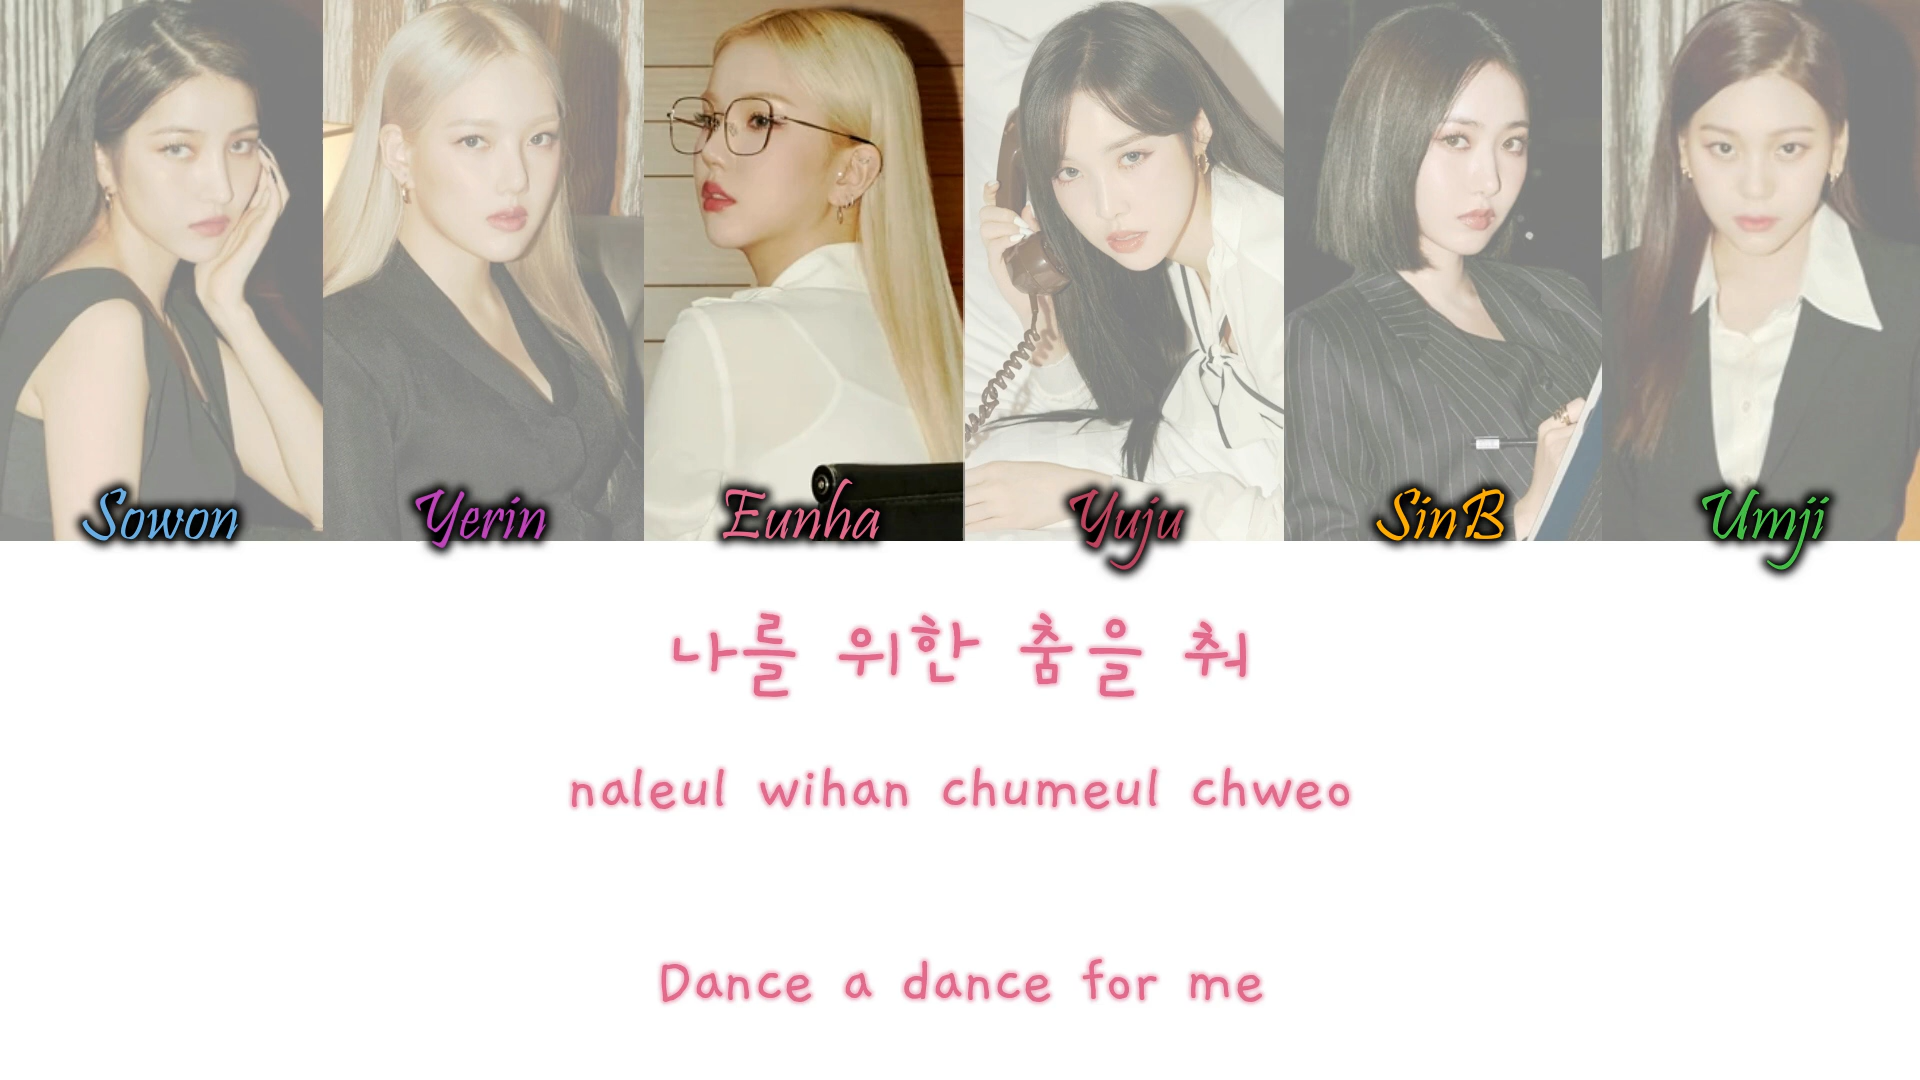 Sowon Yerin Eunha Yuju SinB Umji
나를 위한 춤을 춰
naleul wihan chumeul chweo
Dance a dance for me